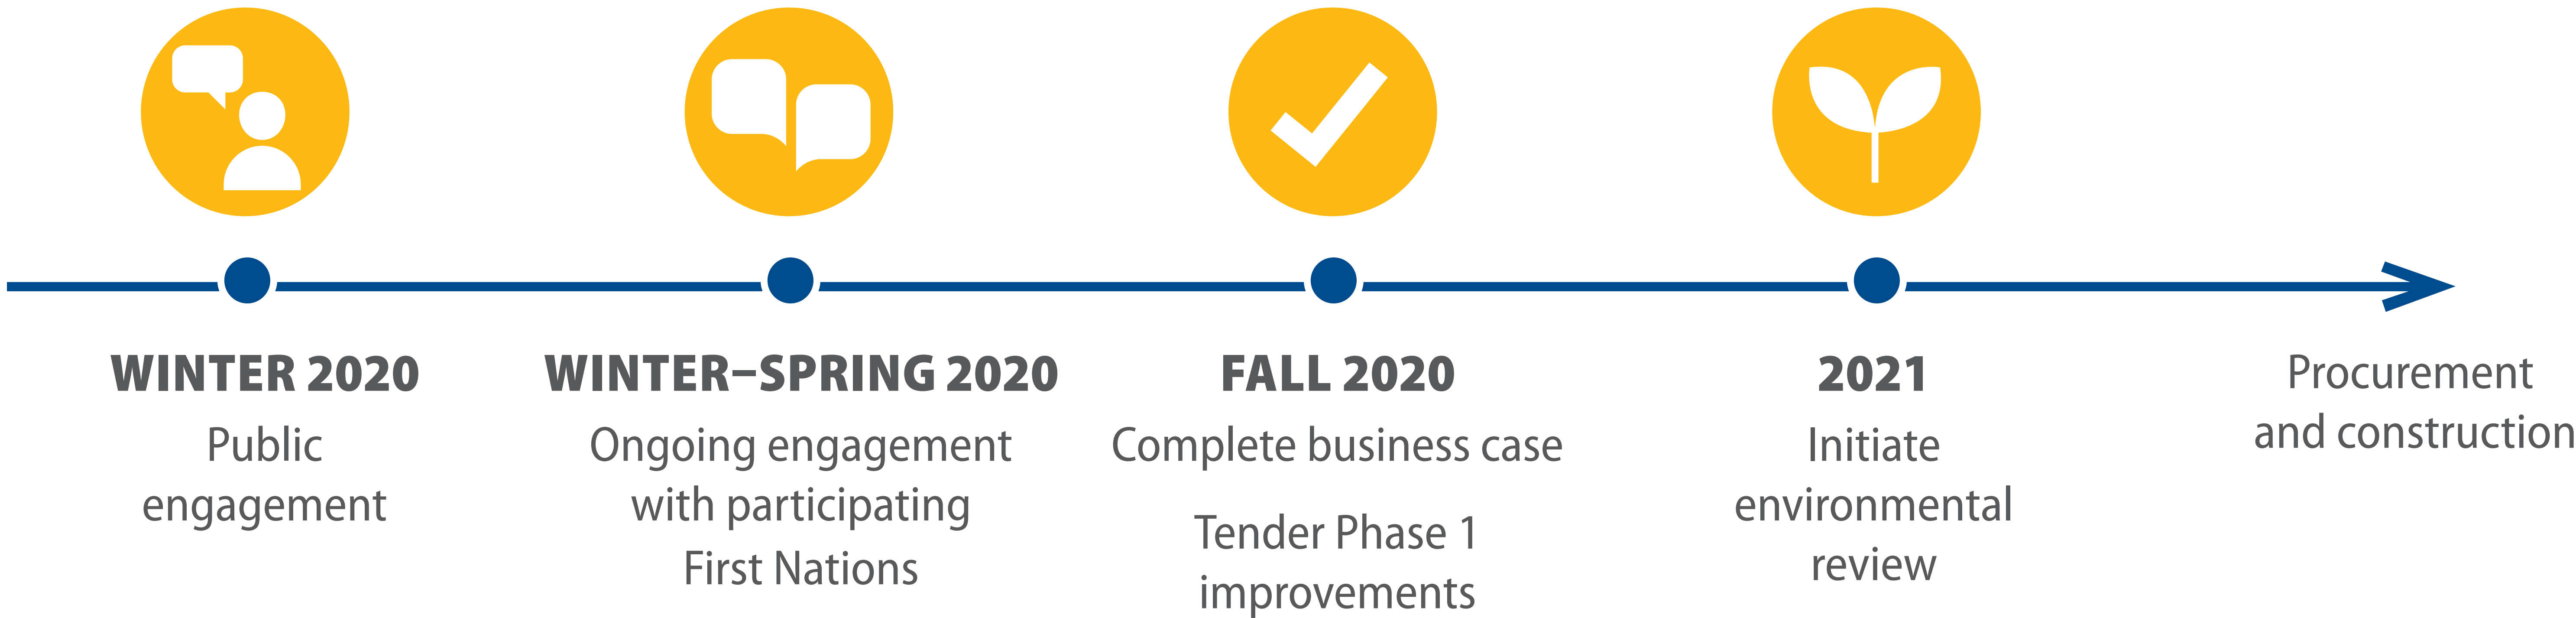 WINTER 2020
Public
engagement
WINTER–SPRING 2020
Ongoing engagement
with participating
First Nations
FALL 2020
Complete business case
Tender Phase 1
improvements
2021
Initiate
environmental
review
Procurement
and construction